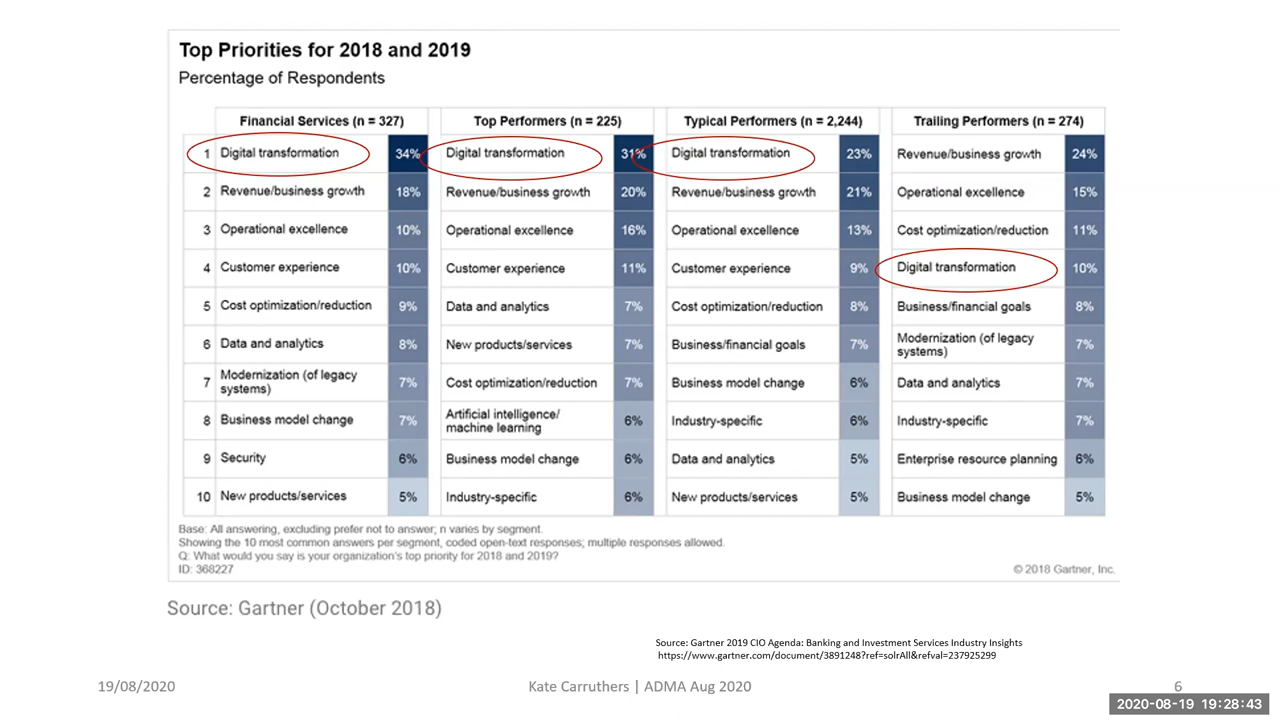 Top Priorities for 2018 and 2019
Percentage of Respondents
Financial Services (n = 327) Top Performers (n = 225) Typical Performers (n = 2,244) Trailing Performers (n = 274)
1 Digital transformation 34% Digital transformation 31% Digital transformation 23% Revenue/business growth 24%
2 Revenue/business growth 18% Revenue/business growth 20% Revenue/business growth 21% Operational excellence 15%
3 Operational excellence 10% Operational excellence 16% Operational excellence 13% Cost optimization/reduction 11%
4 Customer experience 10% Customer experience 11% Customer experience 9% Digital transformation 10%
5 Cost optimization/reduction 9% Data and analytics 7% Cost optimization/reduction 8% Business/financial goals 8%
6 Data and analytics 8% New products/services 7% Business/financial goals 7% Modernization (of legacy
systems) 7%
7 Modernization (of legacy
systems) 7% Cost optimization/reduction 7% Business model change 6% Data and analytics 7%
8 Business model change 7% Artificial intelligence/
machine learning 6% Industry-specific 6% Industry-specific 7%
9 Security 6% Business model change 6% Data and analytics 5% Enterprise resource planning 6%
10 New products/services 5% Industry-specific 6% New products/services 5% Business model change 5%
Base: All answering, excluding prefer not to answer; n varies by segment.
Showing the 10 most common answers per segment, coded open-text responses; multiple responses allowed.
Q: What would you say is your organization's top priority for 2018 and 2019?
ID: 368227 © 2018 Gartner, Inc.
Source: Gartner (October 2018)
Source: Gartner 2019 CIO Agenda: Banking and Investment Services Industry Insights
https://www.gartner.com/document/3891248?ref=solrAll&refval=237925299
19/08/2020 Kate Carruthers | ADMA Aug 2020 6
2020-08-19 19:28:43